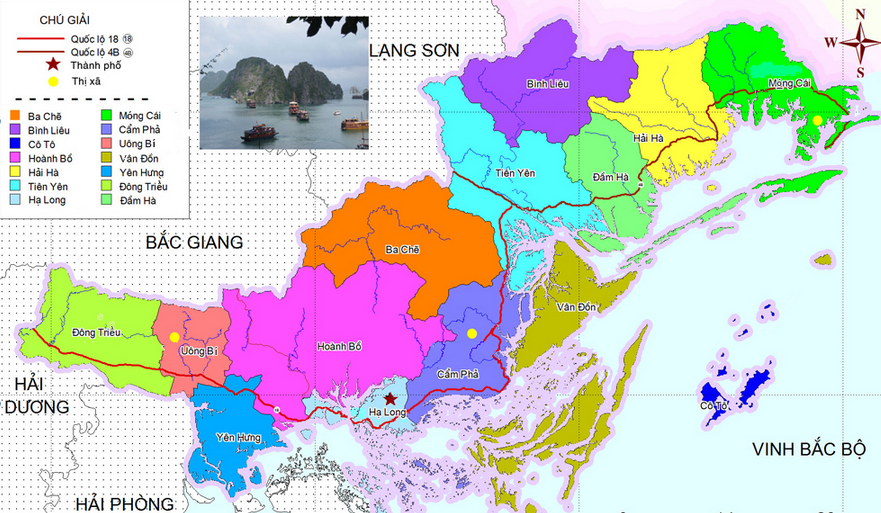 CHÚ GIẢI
Quốc lộ 18 18
Quốc lộ 4B 4B
Thành phố
Thị xã
Ba Chẽ
Bình Liêu
Cô Tô
Hoành Bồ
Hải Hà
Tiên Yên
Hạ Long
Móng Cái
Cẩm Phả
Uông Bí
Vân Đồn
Yên Hưng
Đông Triều
Đầm Hà
LẠNG SƠN
N
W E
S
Bình Liêu
Móng Cái
Hải Hà
Tiên Yên
Đầm Hà
BẮC GIANG
Ba Chẽ
Vân Đồn
Đông Triều
Uông Bí
Hoành Bồ
Cẩm Phả
HẢI
DƯƠNG
Hạ Long
Cô Tô
Yên Hưng
VINH BẮC BỘ
HẢI PHÒNG